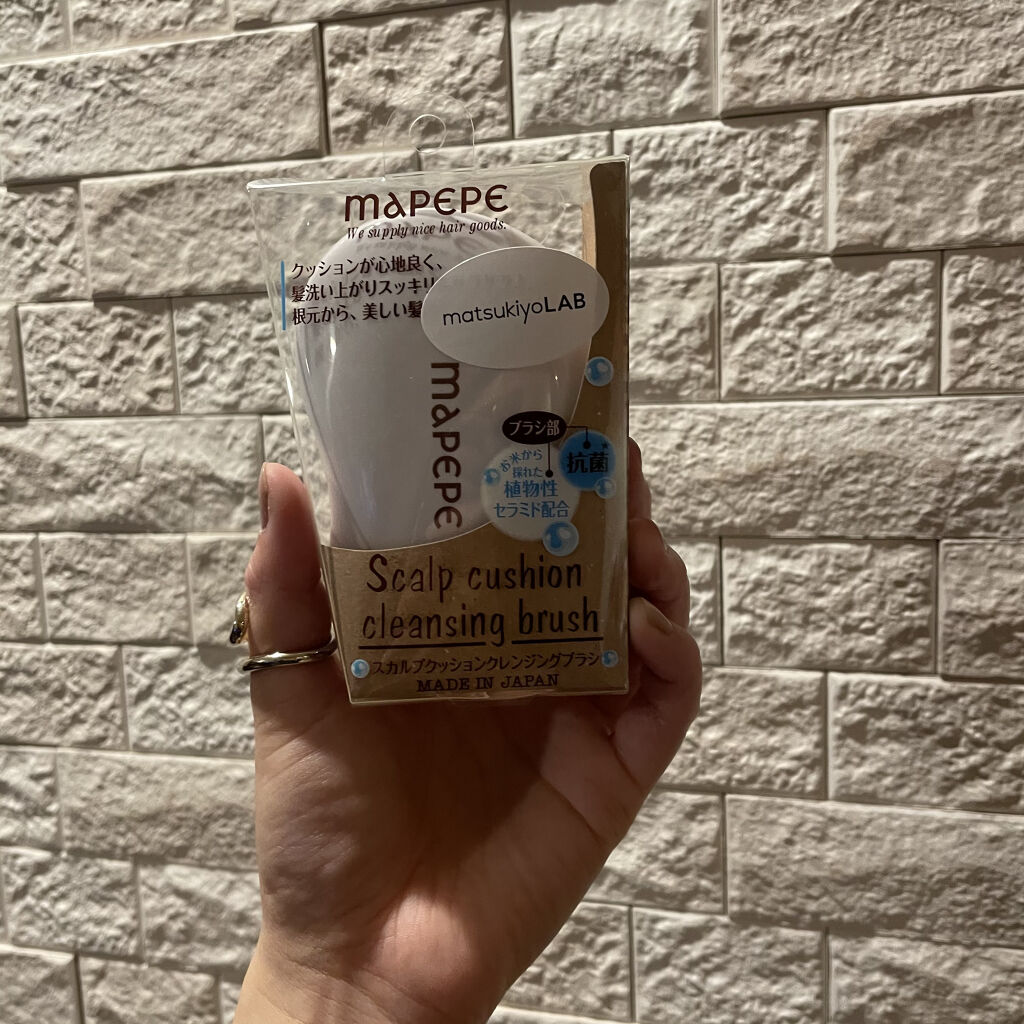 mapepe
We supply nice hair goods.
クッションが心地良く、
髪洗い上がりスッキリ
根元から、美しい髪
matsukiyoLAB
mapepe
ブラシ部
抗菌
お米から
採れた
植物性
セラミド配合
Scalp cushion
cleansing brush
スカルプクッションクレンジングブラシ
MADE IN JAPAN